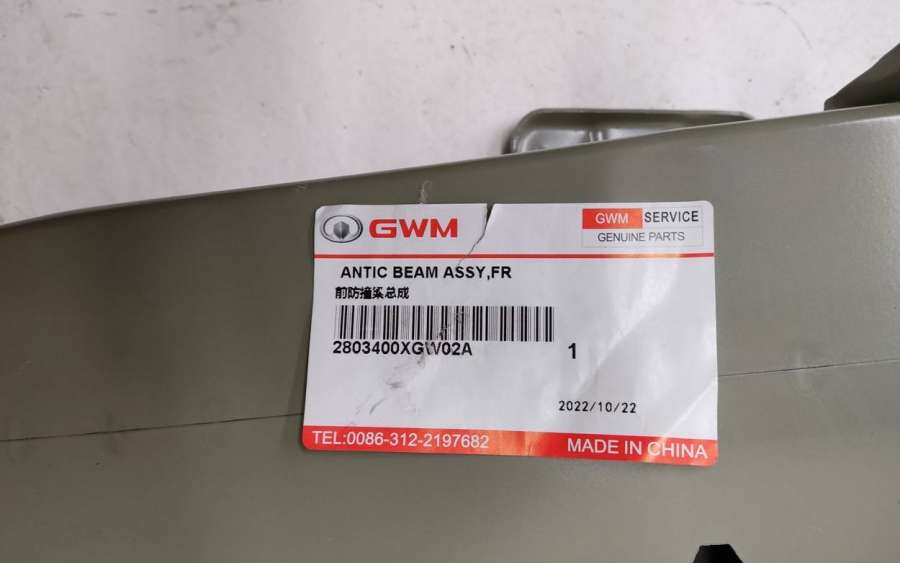 GWM
GWM SERVICE
GENUINE PARTS
ANTIC BEAM ASSY,FR
前防撞梁总成
2803400XGW02A
1
2022/10/22
TEL:0086-312-2197682
MADE IN CHINA